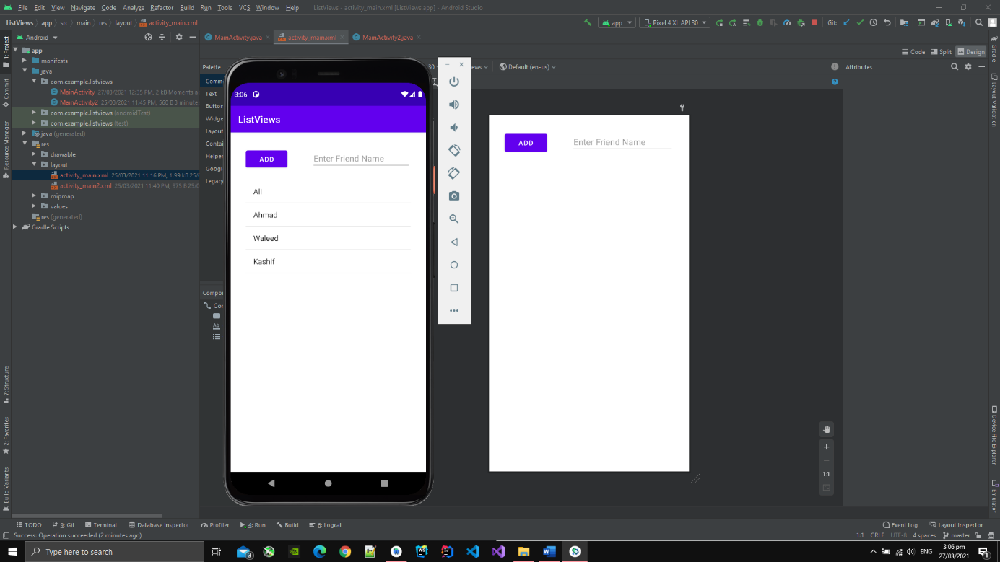 File Edit View Navigate Code Analyze Refactor Build Run Tools VCS Window Help ListViews - activity_main.xml [ListViews.app] - Android Studio
ListViews app src main res layout activity_main.xml app Pixel 4 XL API 30 Git:
Android MainActivity.java activity_main.xml MainActivity2.java
Code Split Design
Palette 30 Default (en-us) Attributes
1: Project
Commit
Resource Manager
Z: Structure
2: Favorites
Build Variants
app
manifests
java
com.example.listviews
MainActivity 27/03/2021 12:35 PM, 2 kB Moments a
MainActivity2 25/03/2021 11:45 PM, 560 B 3 minutes
com.example.listviews (androidTest)
com.example.listviews (test)
java (generated)
res
drawable
layout
activity_main.xml 25/03/2021 11:16 PM, 1.99 kB 25/0
activity_main2.xml 25/03/2021 11:40 PM, 975 B 25/0
mipmap
values
res (generated)
Gradle Scripts
Comm
Text
Ab
3:06
ListViews
ADD Enter Friend Name
Ali
Ahmad
Waleed
Kashif
ADD Enter Friend Name
1:1
Gradle
Layout Validation
Device File Explorer
Emulator
TODO 9: Git Terminal Database Inspector Profiler 4: Run Build 6: Logcat Event Log Layout Inspector
Success: Operation succeeded (2 minutes ago) 1:1 CRLF UTF-8 4 spaces master
Type here to search 3 ENG 3:06 pm
27/03/2021 1